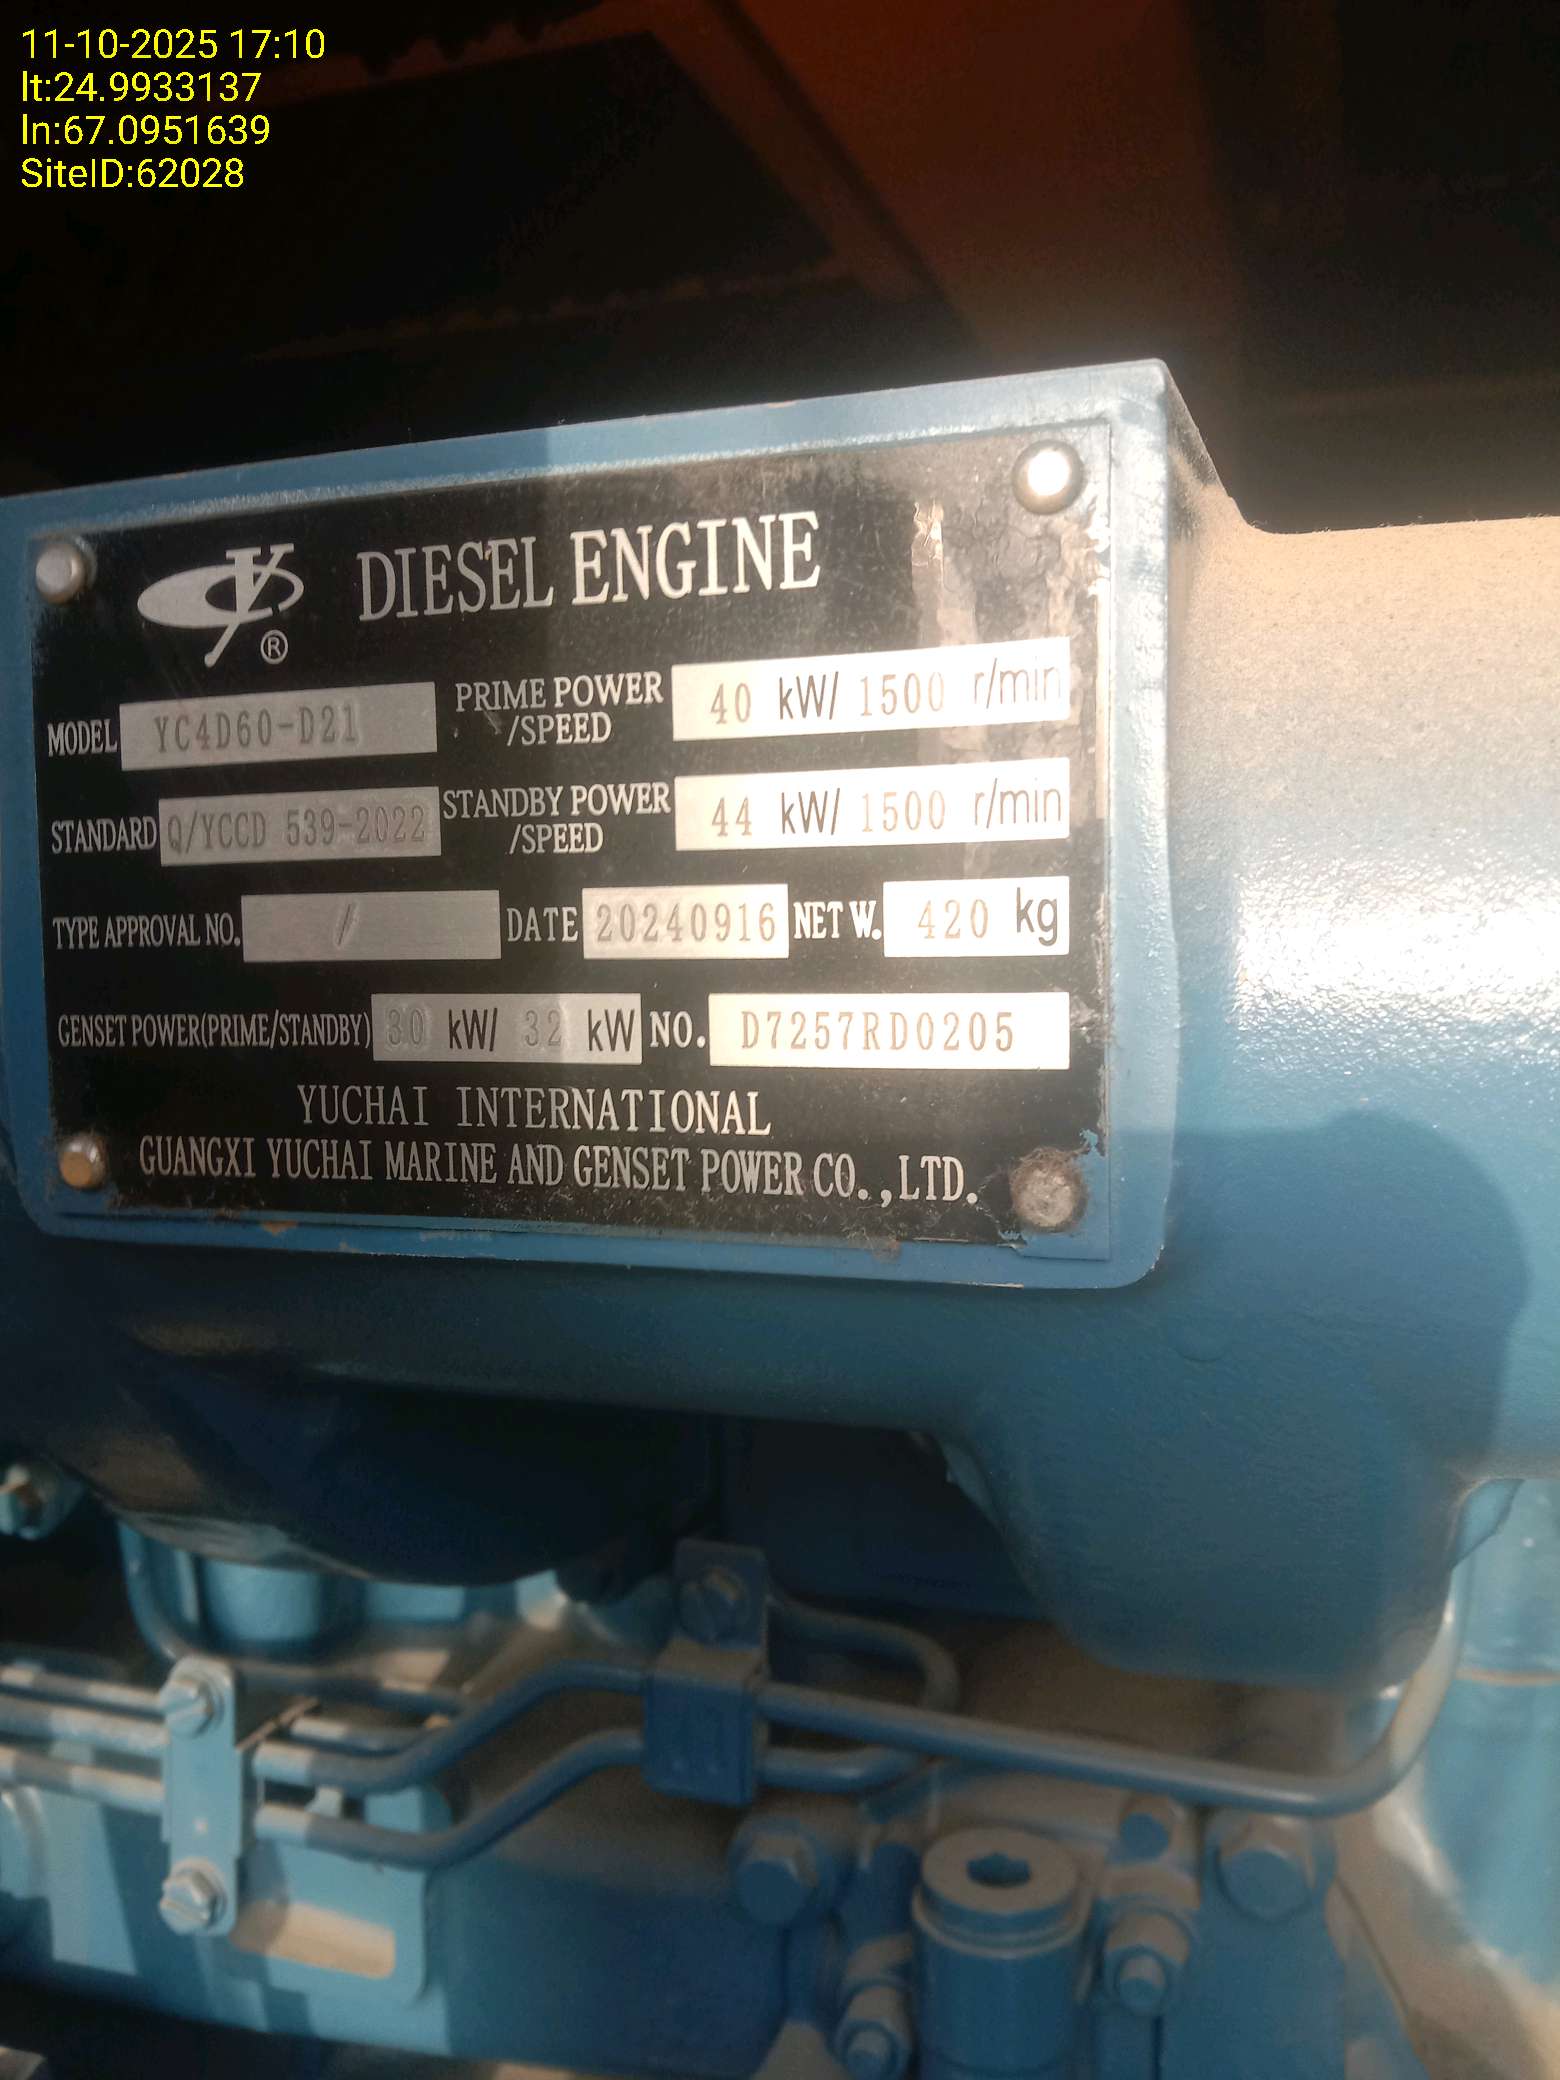 11-10-2025 17:10
lt:24.9933137
ln:67.0951639
SiteID:62028
YC ® DIESEL ENGINE
MODEL YC4D60-D21 PRIME POWER /SPEED 40 kW/ 1500 r/min
STANDARD Q/YCCD 539-2022 STANDBY POWER /SPEED 44 kW/ 1500 r/min
TYPE APPROVAL NO. / DATE 20240916 NET W. 420 kg
GENSET POWER(PRIME/STANDBY) 30 kW/ 32 kW NO. D7257RD0205
YUCHAI INTERNATIONAL
GUANGXI YUCHAI MARINE AND GENSET POWER CO.,LTD.